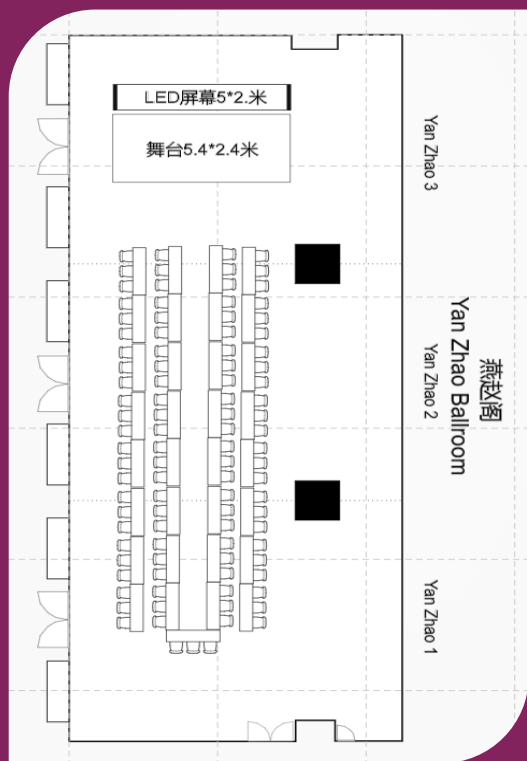 LED屏幕5*2.米
舞台5.4*2.4米
Yan Zhao 3
燕赵阁
Yan Zhao Ballroom
Yan Zhao 2
Yan Zhao 1